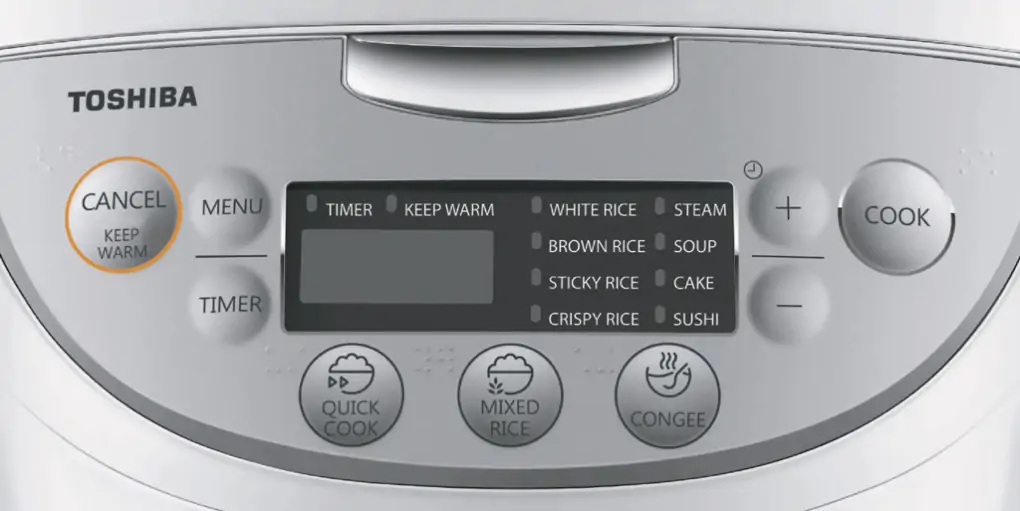 TOSHIBA
CANCEL
KEEP
WARM
MENU
TIMER
TIMER
KEEP WARM
WHITE RICE
BROWN RICE
STICKY RICE
CRISPY RICE
STEAM
SOUP
CAKE
SUSHI
+
−
COOK
QUICK
COOK
MIXED
RICE
CONGEE